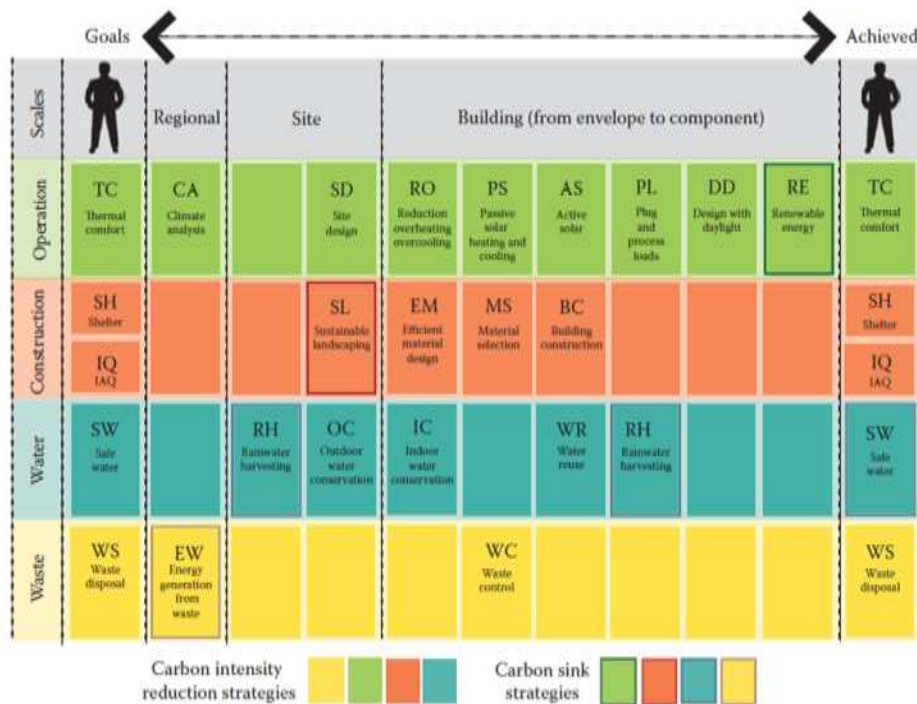 Goals
Achieved
Scales
Regional
Site
Building (from envelope to component)
Operation
TC
Thermal
comfort
CA
Climate
analysis
SD
Site
design
RO
Reduction
overheating
overcooling
PS
Passive
solar
heating and
cooling
AS
Active
solar
PL
Plug
and
process
loads
DD
Design with
daylight
RE
Renewable
energy
TC
Thermal
comfort
Construction
SH
Shelter
IQ
IAQ
SL
Sustainable
landscaping
EM
Efficient
material
design
MS
Material
selection
BC
Building
construction
SH
Shelter
IQ
IAQ
Water
SW
Safe
water
RH
Rainwater
harvesting
OC
Outdoor
water
conservation
IC
Indoor
water
conservation
WR
Water
reuse
RH
Rainwater
harvesting
SW
Safe
water
Waste
WS
Waste
disposal
EW
Energy
generation
from
waste
WC
Waste
control
WS
Waste
disposal
Carbon intensity
reduction strategies
Carbon sink
strategies